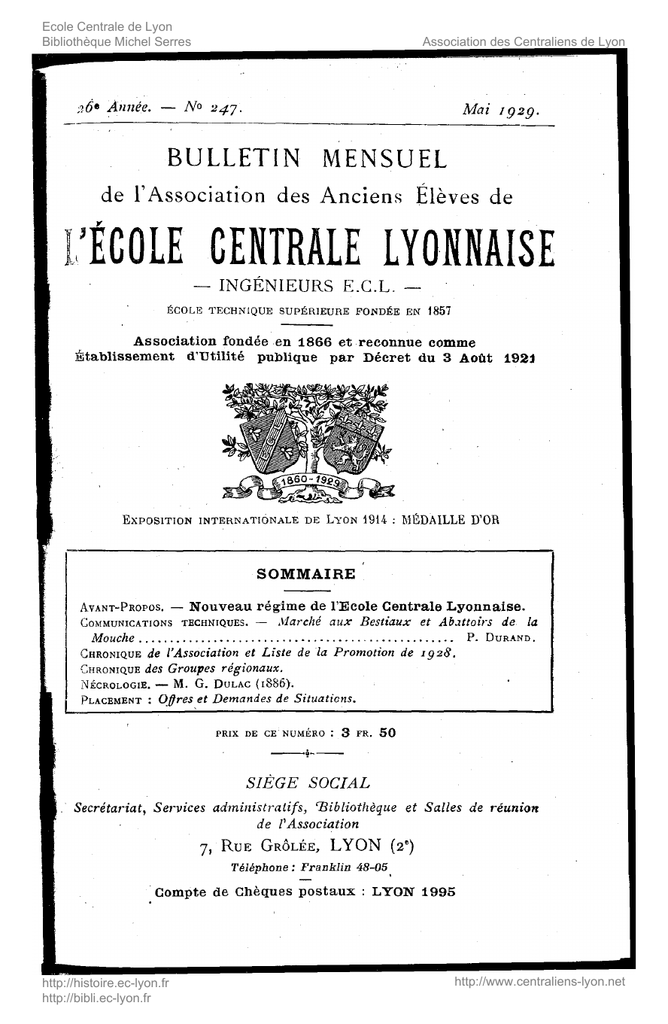 Ecole Centrale de Lyon
Bibliothèque Michel Serres
Association des Centraliens de Lyon
26e Année. — No 247.
Mai 1929.
BULLETIN MENSUEL
de l'Association des Anciens Élèves de
L'ÉCOLE CENTRALE LYONNAISE
— INGÉNIEURS E.C.L. —
ÉCOLE TECHNIQUE SUPÉRIEURE FONDÉE EN 1857
Association fondée en 1866 et reconnue comme
Établissement d'Utilité publique par Décret du 3 Août 1921
1860-1929
EXPOSITION INTERNATIONALE DE LYON 1914 : MÉDAILLE D'OR
SOMMAIRE
AVANT-PROPOS. — Nouveau régime de l'Ecole Centrale Lyonnaise.
COMMUNICATIONS TECHNIQUES. — Marché aux Bestiaux et Abattoirs de la
Mouche ................................................ P. DURAND.
CHRONIQUE de l'Association et Liste de la Promotion de 1928.
CHRONIQUE des Groupes régionaux.
NÉCROLOGIE. — M. G. DULAC (1886).
PLACEMENT : Offres et Demandes de Situations.
PRIX DE CE NUMÉRO : 3 FR. 50
SIÈGE SOCIAL
Secrétariat, Services administratifs, Bibliothèque et Salles de réunion
de l'Association
7, RUE GRÔLÉE, LYON (2e)
Téléphone : Franklin 48-05
Compte de Chèques postaux : LYON 1995
http://histoire.ec-lyon.fr
http://bibli.ec-lyon.fr
http://www.centraliens-lyon.net